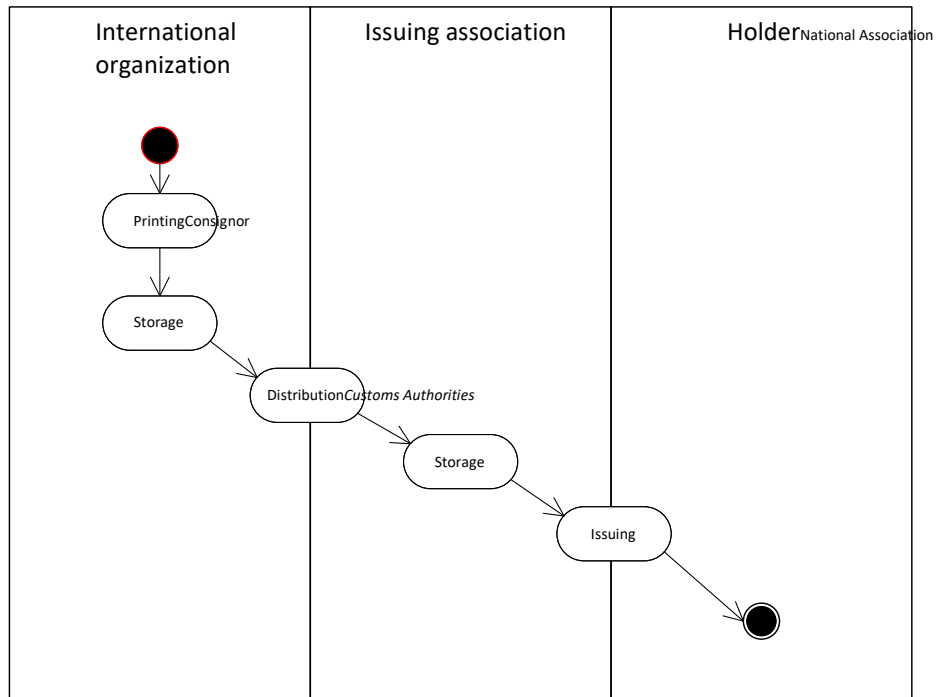 International
organization
Issuing association
HolderNational Association
PrintingConsignor
Storage
DistributionCustoms Authorities
Storage
Issuing